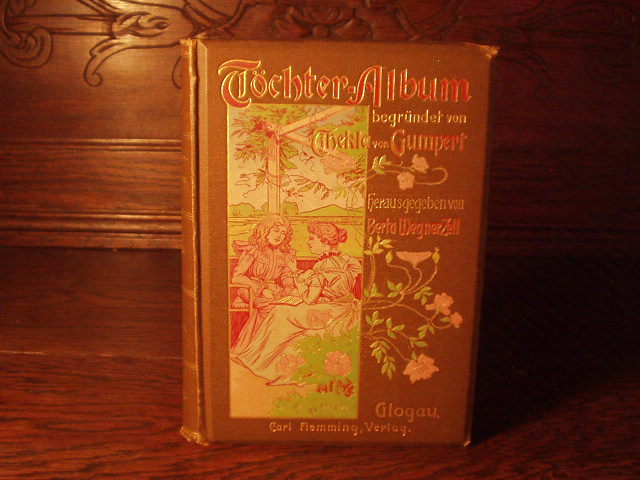 Töchter-Album
begründet von
Thekla von Gumpert
herausgegeben von
Berta Wegner-Zell
Glogau,
Carl Flemming, Verlag.